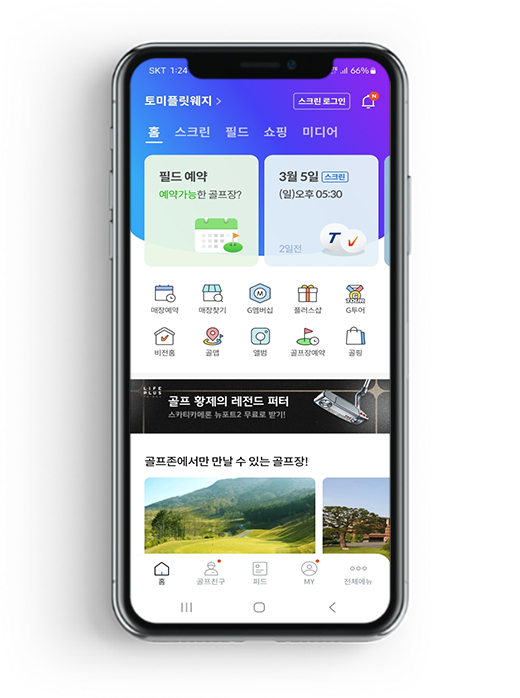 SKT 1:24
66%
토미플릿웨지 >
스크린 로그인
N
홈 스크린 필드 쇼핑 미디어
필드 예약
예약가능한 골프장?
3월 5일 스크린
(일)오후 05:30
T
2일전
매장예약 매장찾기 G멤버십 플러스샵 G투어
M
G TOUR
비전홈 골맵 앨범 골프장예약 골핑
LIFE
PLUS
골프 황제의 레전드 퍼터
스카티카메론 뉴포트2 무료로 받기!
골프존에서만 만날 수 있는 골프장!
홈 골프친구 피드 MY 전체메뉴